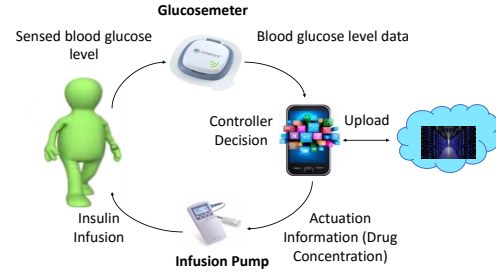 Glucosemeter
Sensed blood glucose
level
Blood glucose level data
Controller
Decision
Upload
Insulin
Infusion
Actuation
Information (Drug
Concentration)
Infusion Pump